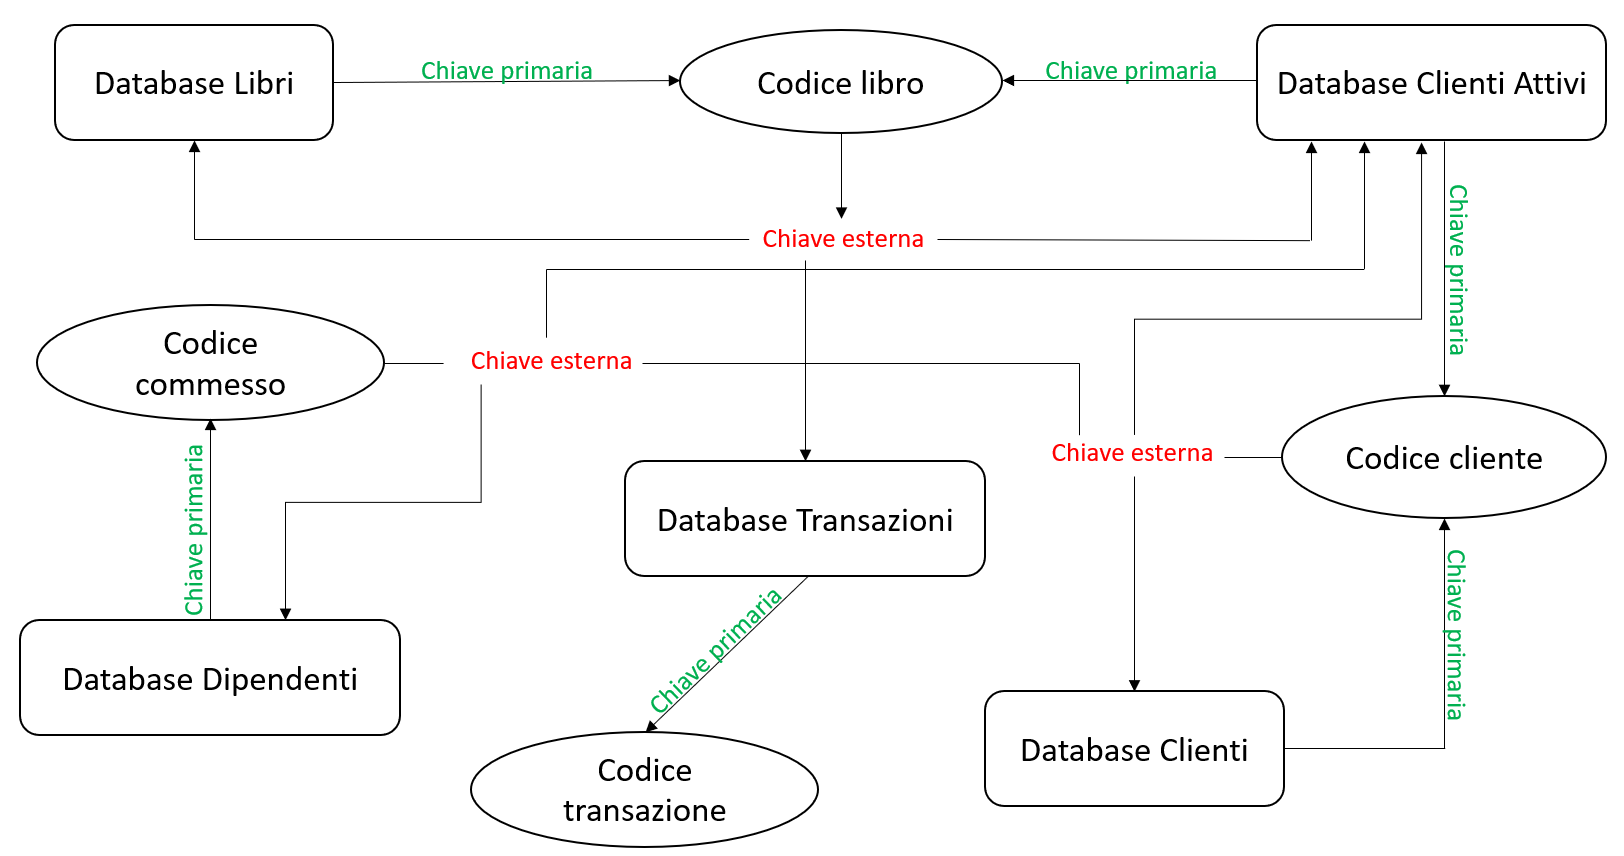 Database Libri
Chiave primaria
Codice libro
Chiave primaria
Database Clienti Attivi
Chiave esterna
Chiave primaria
Codice
commesso
Chiave esterna
Chiave esterna
Codice cliente
Chiave primaria
Database Transazioni
Chiave primaria
Chiave primaria
Database Dipendenti
Database Clienti
Codice
transazione